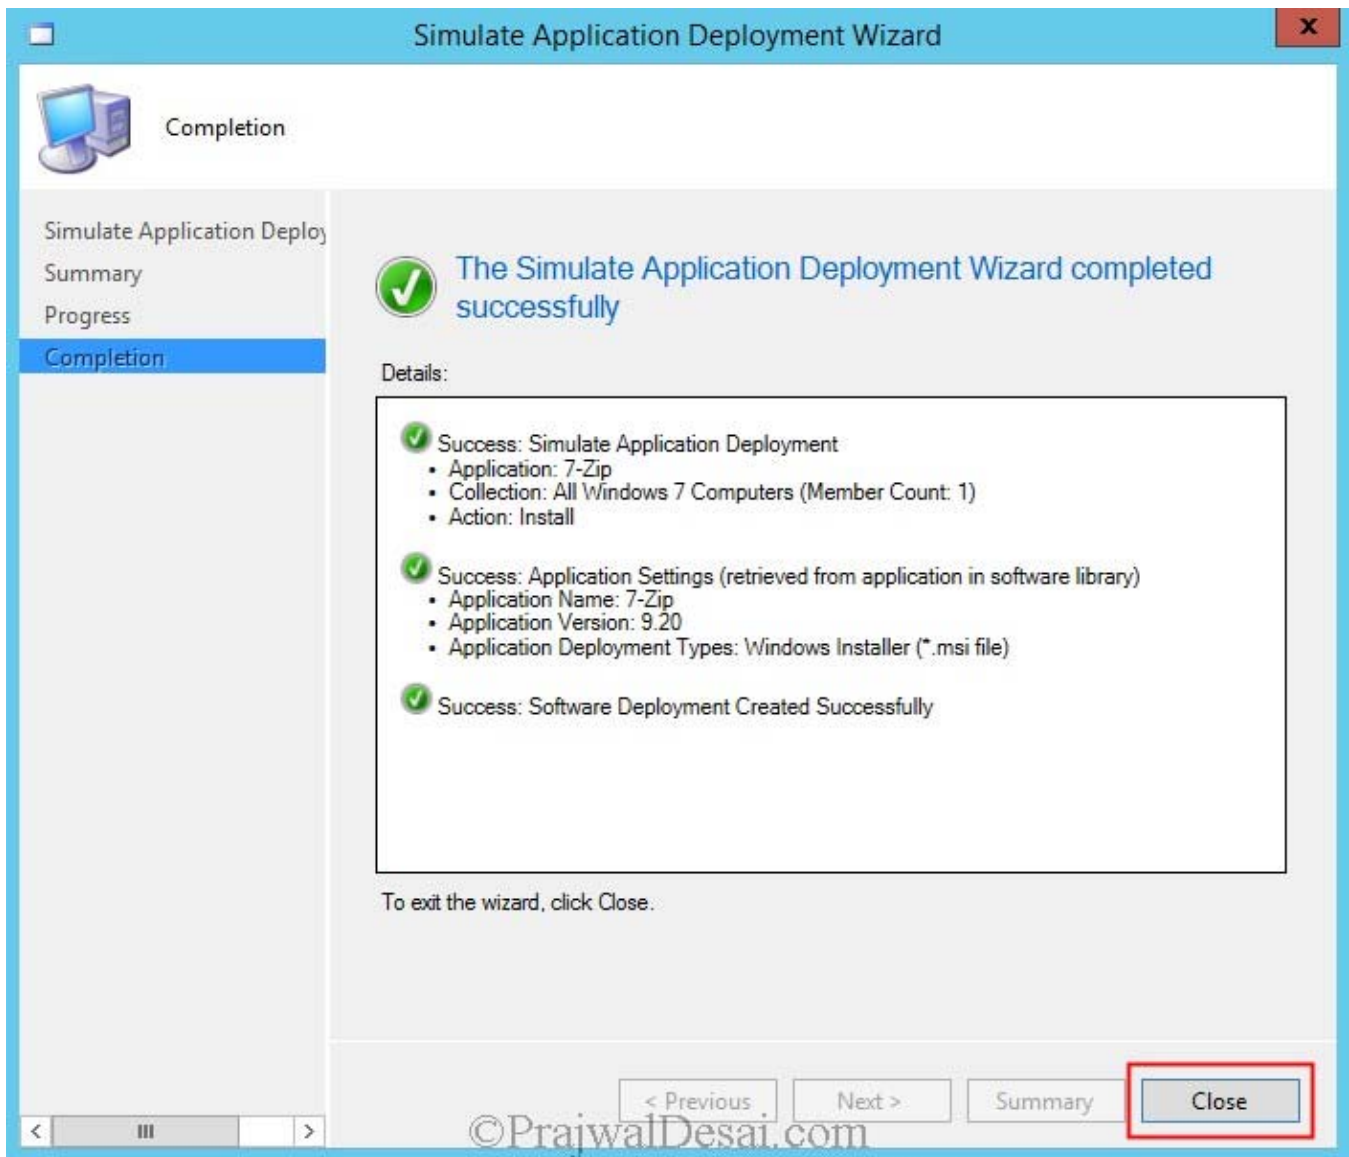 Simulate Application Deployment Wizard
x
Completion
Simulate Application Deploy
Summary
Progress
Completion
The Simulate Application Deployment Wizard completed
successfully
Details:
Success: Simulate Application Deployment
• Application: 7-Zip
• Collection: All Windows 7 Computers (Member Count: 1)
• Action: Install
Success: Application Settings (retrieved from application in software library)
• Application Name: 7-Zip
• Application Version: 9.20
• Application Deployment Types: Windows Installer (*.msi file)
Success: Software Deployment Created Successfully
To exit the wizard, click Close.
< Previous
Next >
Summary
Close
©PrajwalDesai.com